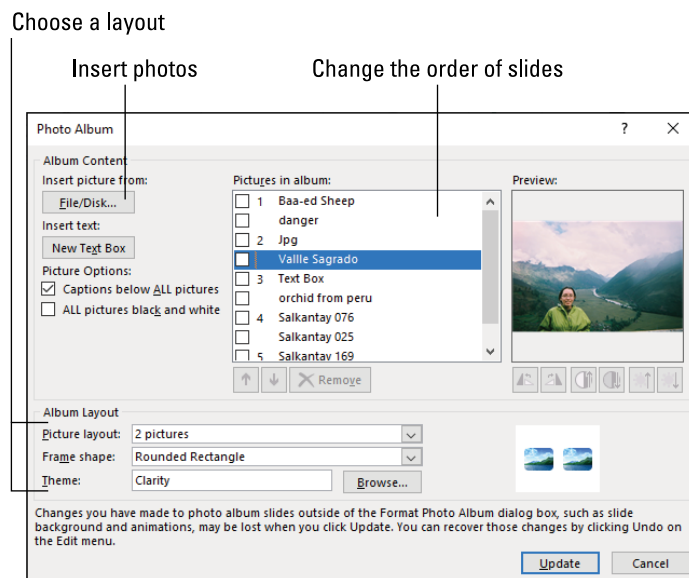 Choose a layout
Insert photos
Change the order of slides
Photo Album
?
Album Content
Insert picture from:
File/Disk...
Insert text:
New Text Box
Picture Options:
Captions below ALL pictures
ALL pictures black and white
Pictures in album:
1 Baa-ed Sheep
danger
2 Jpg
Vallle Sagrado
3 Text Box
orchid from peru
4 Salkantay 076
Salkantay 025
5 Salkantay 169
Remove
Preview:
Album Layout
Picture layout: 2 pictures
Frame shape: Rounded Rectangle
Theme: Clarity
Browse...
Changes you have made to photo album slides outside of the Format Photo Album dialog box, such as slide
background and animations, may be lost when you click Update. You can recover those changes by clicking Undo on
the Edit menu.
Update
Cancel